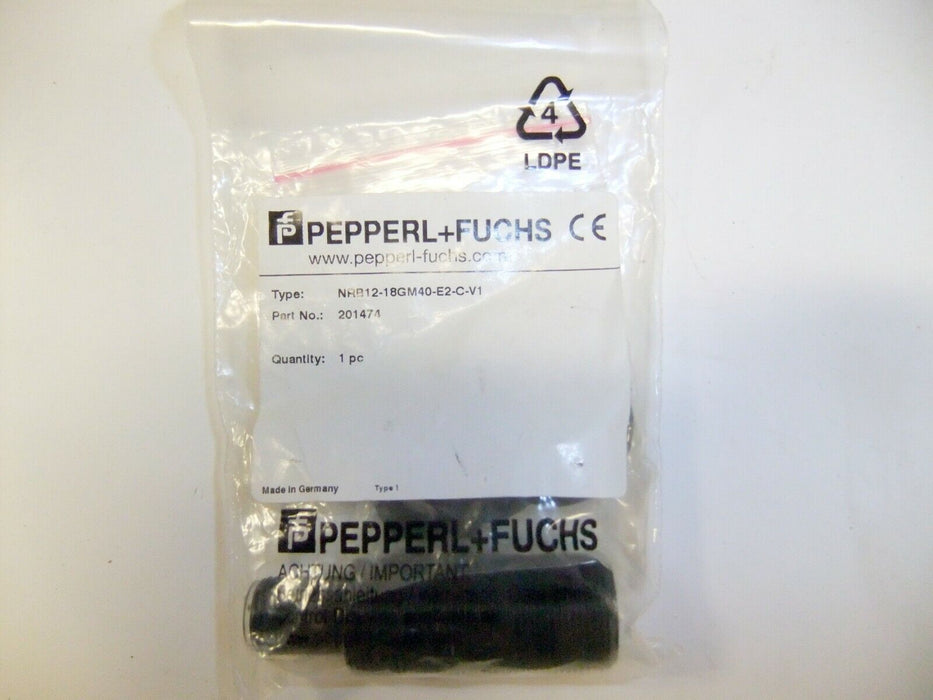 4
LDPE
PEPPERL+FUCHS CE
www.pepperl-fuchs.com
Type: NRB12-18GM40-E2-C-V1
Part No.: 201474
Quantity: 1 pc
Made in Germany Type 1
PEPPERL+FUCHS
ACHTUNG / IMPORTANT